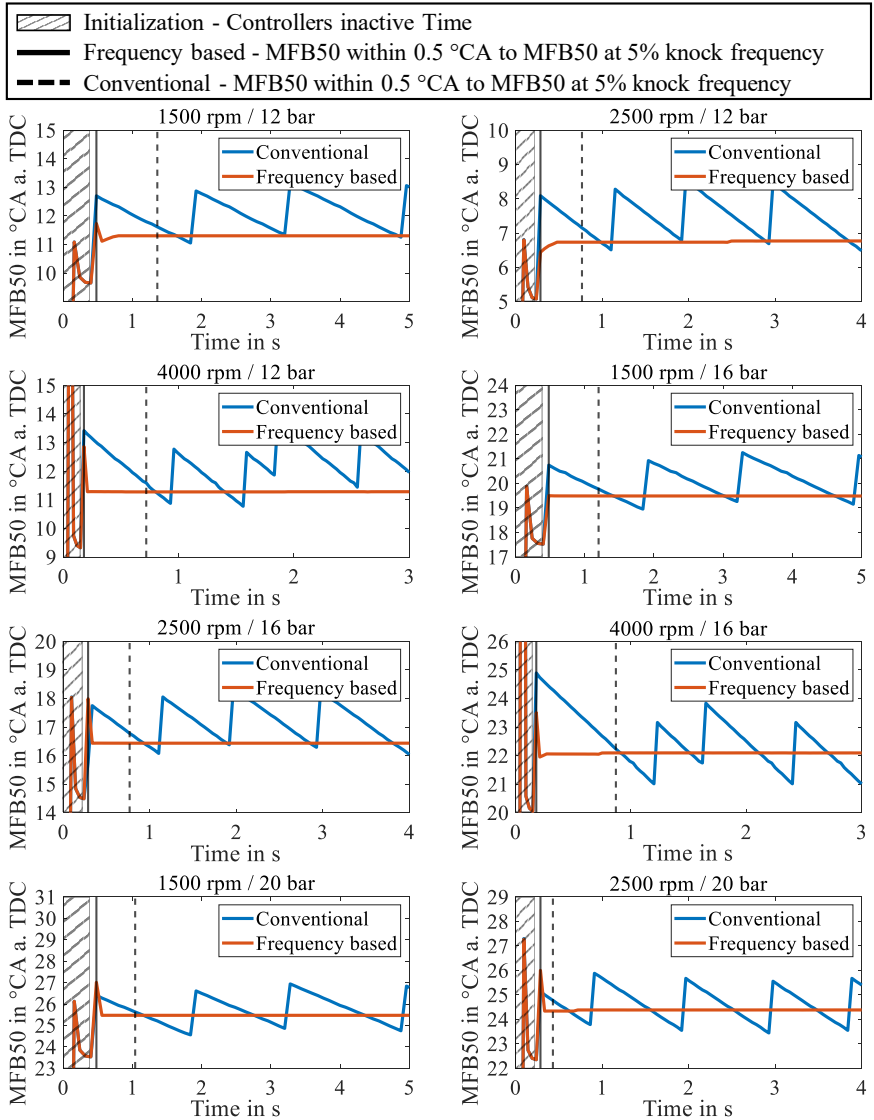 Initialization - Controllers inactive Time
Frequency based - MFB50 within 0.5 °CA to MFB50 at 5% knock frequency
Conventional - MFB50 within 0.5 °CA to MFB50 at 5% knock frequency
1500 rpm / 12 bar
MFB50 in °CA a. TDC
15
14
13
12
11
10
Conventional
Frequency based
0 1 2 3 4 5
Time in s
2500 rpm / 12 bar
MFB50 in °CA a. TDC
10
9
8
7
6
5
Conventional
Frequency based
0 1 2 3 4
Time in s
4000 rpm / 12 bar
MFB50 in °CA a. TDC
15
14
13
12
11
10
9
Conventional
Frequency based
0 1 2 3
Time in s
1500 rpm / 16 bar
MFB50 in °CA a. TDC
24
23
22
21
20
19
18
17
Conventional
Frequency based
0 1 2 3 4 5
Time in s
2500 rpm / 16 bar
MFB50 in °CA a. TDC
20
19
18
17
16
15
14
Conventional
Frequency based
0 1 2 3 4
Time in s
4000 rpm / 16 bar
MFB50 in °CA a. TDC
26
25
24
23
22
21
20
Conventional
Frequency based
0 1 2 3
Time in s
1500 rpm / 20 bar
MFB50 in °CA a. TDC
31
30
29
28
27
26
25
24
23
Conventional
Frequency based
0 1 2 3 4 5
Time in s
2500 rpm / 20 bar
MFB50 in °CA a. TDC
29
28
27
26
25
24
23
22
Conventional
Frequency based
0 1 2 3 4
Time in s